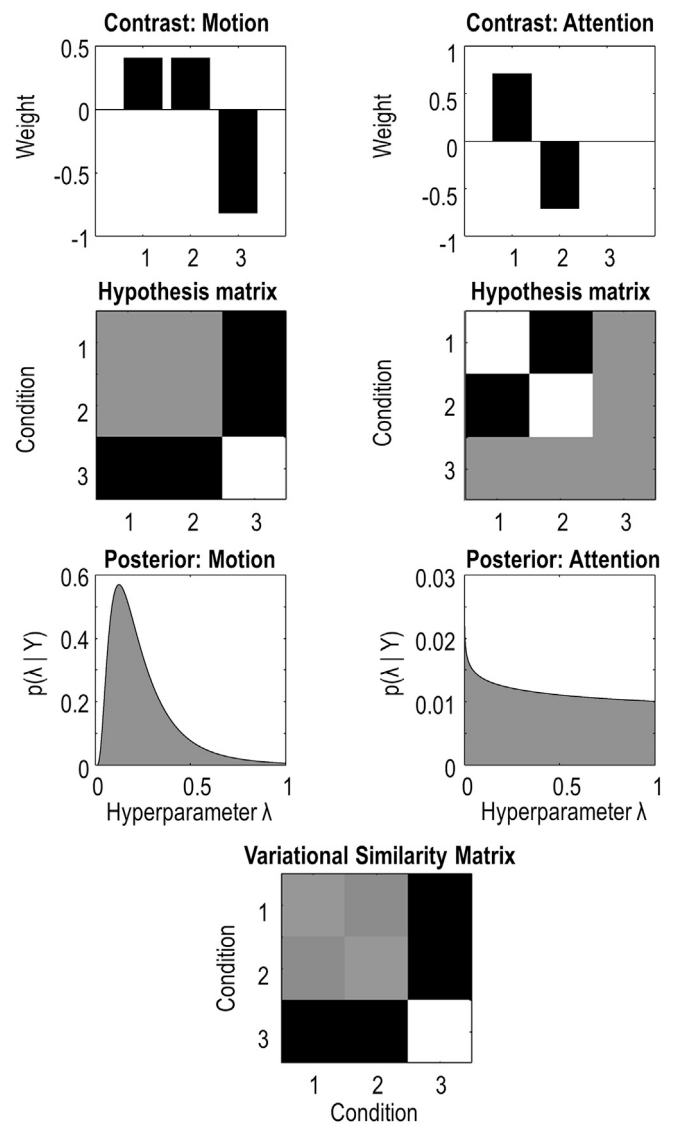 Contrast: Motion
Weight
0.5
0
-0.5
-1
1 2 3
Contrast: Attention
Weight
1
0.5
0
-0.5
-1
1 2 3
Hypothesis matrix
Condition
1
2
3
1 2 3
Hypothesis matrix
Condition
1
2
3
1 2 3
Posterior: Motion
p(λ | Y)
0.6
0.4
0.2
0
0 0.5 1
Hyperparameter λ
Posterior: Attention
p(λ | Y)
0.03
0.02
0.01
0
0 0.5 1
Hyperparameter λ
Variational Similarity Matrix
Condition
1
2
3
1 2 3
Condition